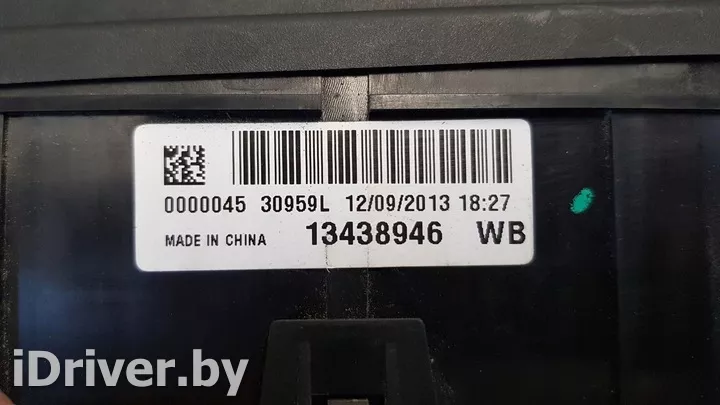 0000045 30959L 12/09/2013 18:27
MADE IN CHINA 13438946 WB
iDriver.by